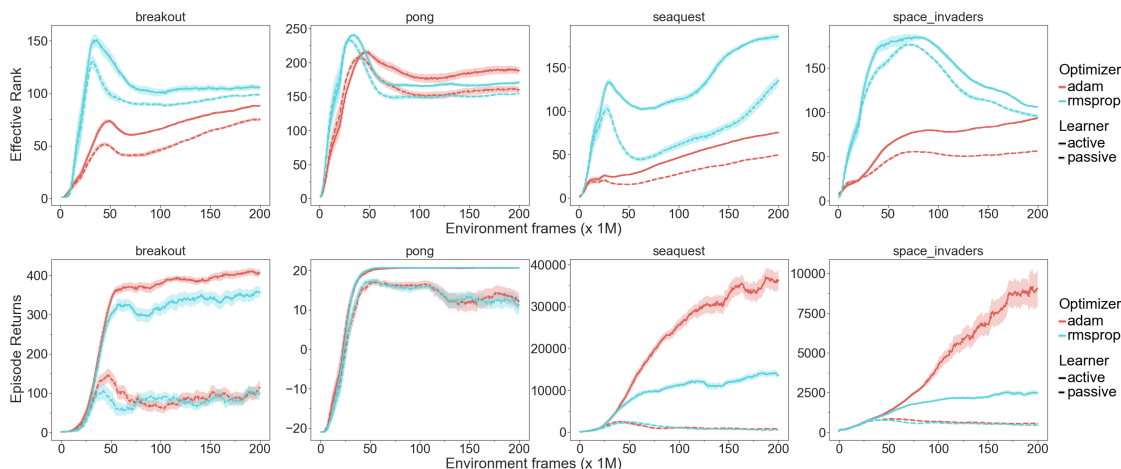 breakout
pong
seaquest
space_invaders
Effective Rank
150
100
50
0
0 50 100 150 200
250
200
150
100
50
0
0 50 100 150 200
150
100
50
0
0 50 100 150 200
150
100
50
0
0 50 100 150 200
Environment frames (x 1M)
Optimizer
adam
rmsprop
Learner
active
passive
breakout
pong
seaquest
space_invaders
Episode Returns
400
300
200
100
0
0 50 100 150 200
20
10
0
−10
−20
0 50 100 150 200
40000
30000
20000
10000
0
0 50 100 150 200
10000
7500
5000
2500
0
0 50 100 150 200
Environment frames (x 1M)
Optimizer
adam
rmsprop
Learner
active
passive